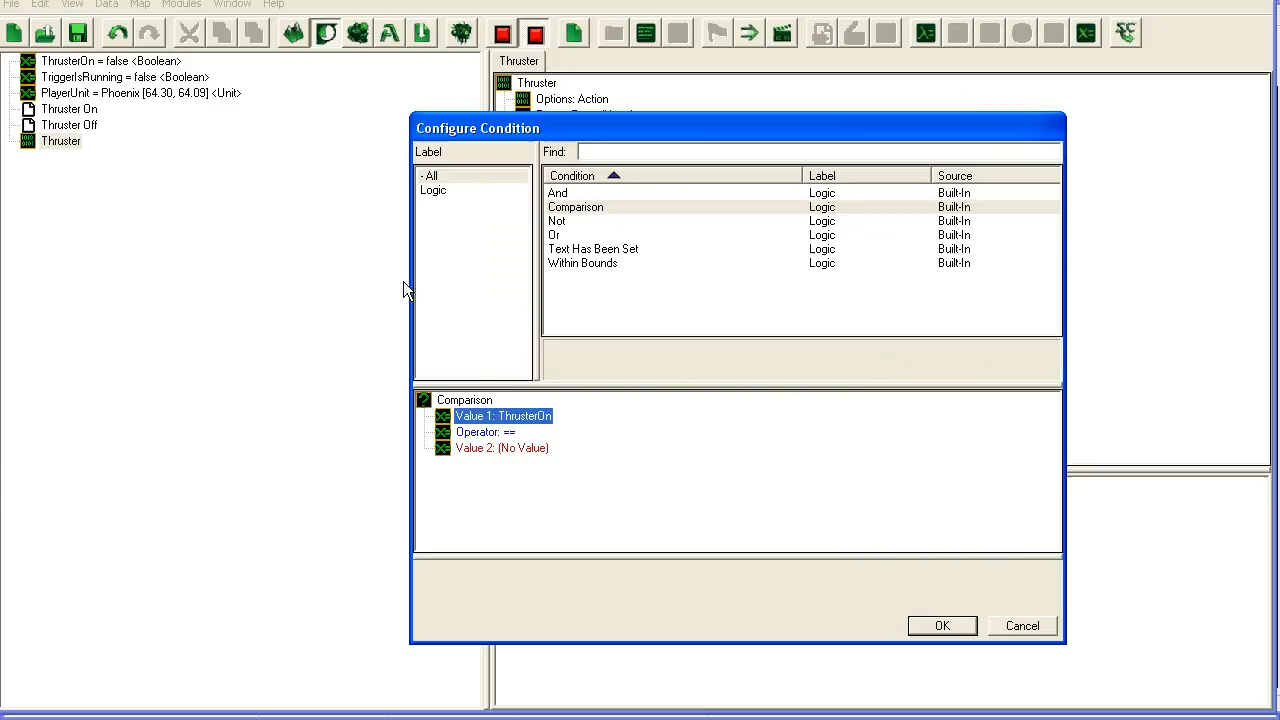 File Edit View Data Map Modules Window Help
ThrusterOn = false <Boolean>
TriggerIsRunning = false <Boolean>
PlayerUnit = Phoenix [64.30, 64.09] <Unit>
Thruster On
Thruster Off
Thruster
Thruster
Thruster
Options: Action
Configure Condition
Label
- All
Logic
Find:
Condition Label Source
And Logic Built-In
Comparison Logic Built-In
Not Logic Built-In
Or Logic Built-In
Text Has Been Set Logic Built-In
Within Bounds Logic Built-In
Comparison
Value 1: ThrusterOn
Operator: ==
Value 2: (No Value)
OK Cancel